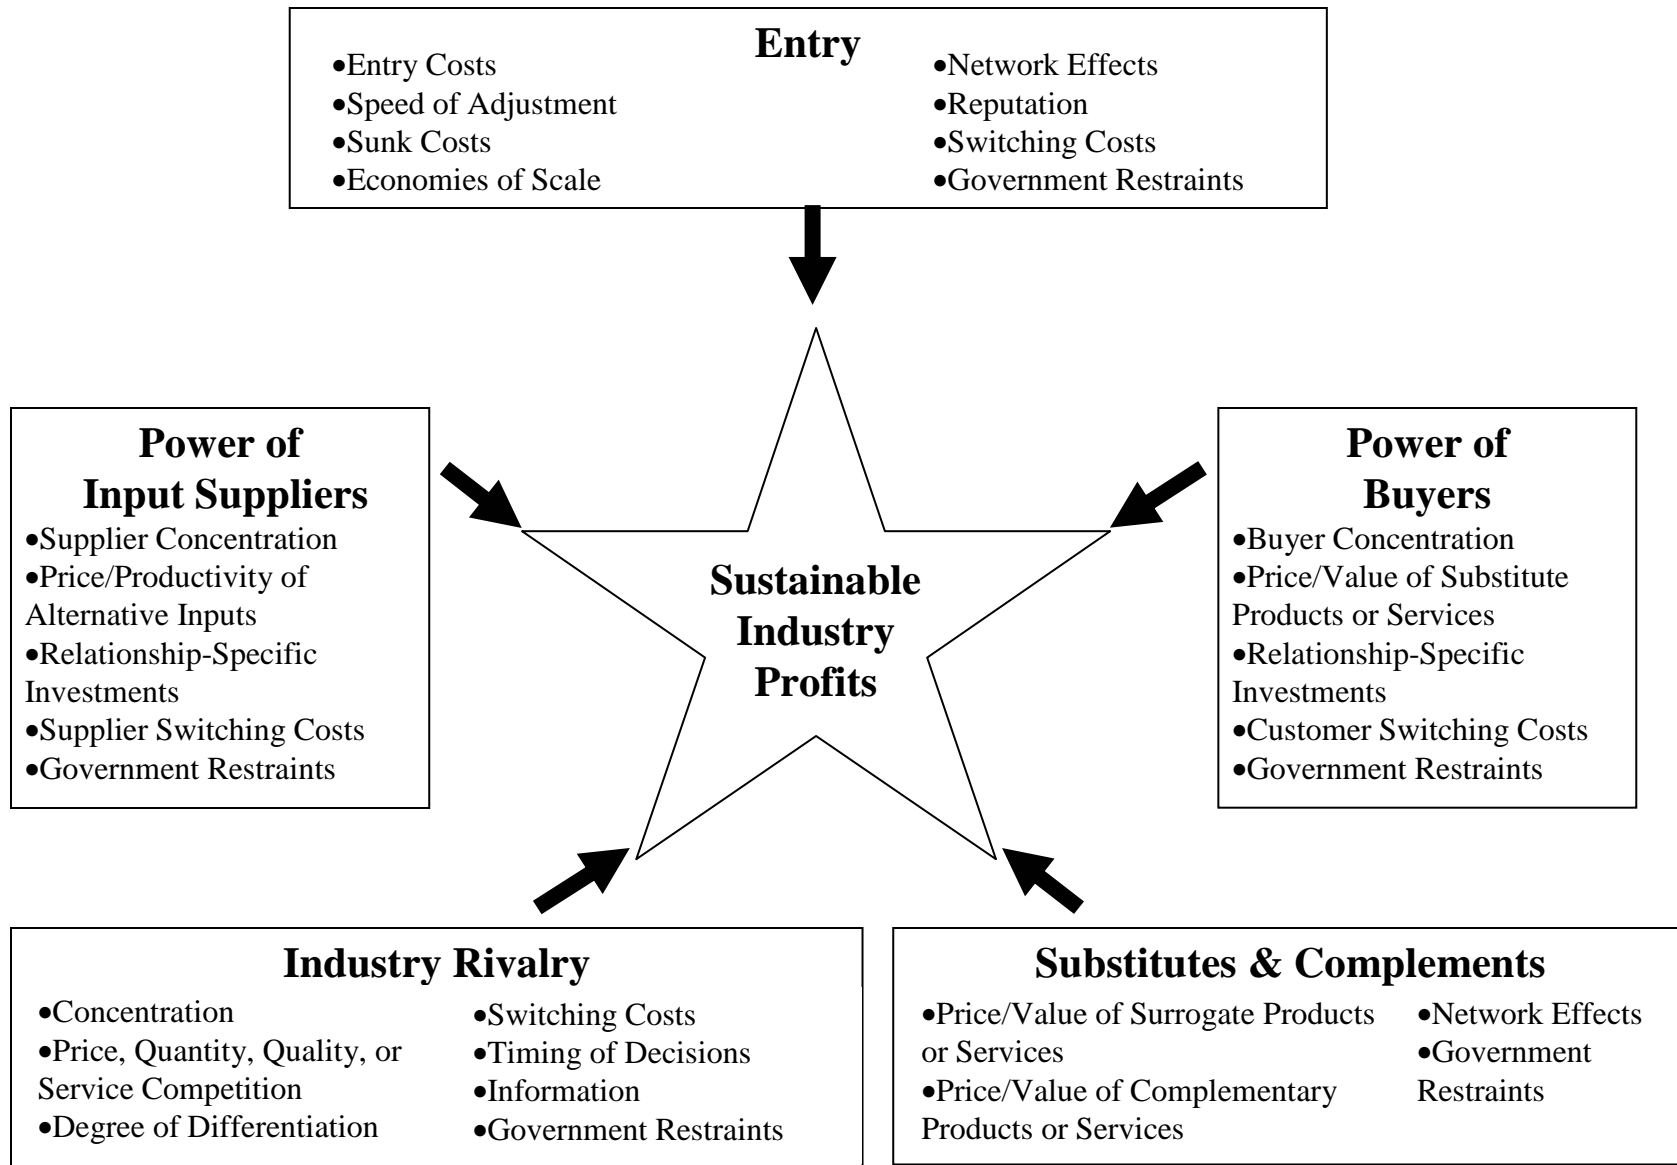 Entry
•Entry Costs
•Speed of Adjustment
•Sunk Costs
•Economies of Scale
•Network Effects
•Reputation
•Switching Costs
•Government Restraints
Power of
Input Suppliers
•Supplier Concentration
•Price/Productivity of
Alternative Inputs
•Relationship-Specific
Investments
•Supplier Switching Costs
•Government Restraints
Sustainable
Industry
Profits
Power of
Buyers
•Buyer Concentration
•Price/Value of Substitute
Products or Services
•Relationship-Specific
Investments
•Customer Switching Costs
•Government Restraints
Industry Rivalry
•Concentration
•Price, Quantity, Quality, or
Service Competition
•Degree of Differentiation
•Switching Costs
•Timing of Decisions
•Information
•Government Restraints
Substitutes & Complements
•Price/Value of Surrogate Products
or Services
•Price/Value of Complementary
Products or Services
•Network Effects
•Government
Restraints